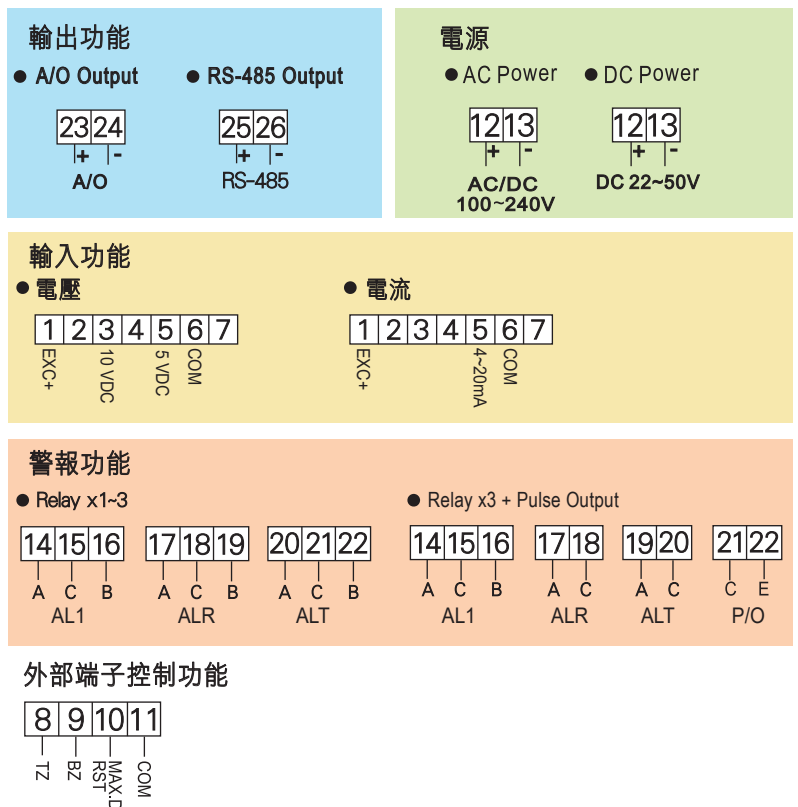 輸出功能
● A/O Output ● RS-485 Output
23 24 25 26
+ - + -
A/O RS-485
電源
● AC Power ● DC Power
12 13 12 13
+ - + -
AC/DC DC 22~50V
100~240V
輸入功能
● 電壓 ● 電流
1 2 3 4 5 6 7 1 2 3 4 5 6 7
EXC+ 10 VDC 5 VDC COM EXC+ 4~20mA COM
警報功能
● Relay x1~3 ● Relay x3 + Pulse Output
14 15 16 17 18 19 20 21 22 14 15 16 17 18 19 20 21 22
A C B A C B A C B A C B A C A C C E
AL1 ALR ALT AL1 ALR ALT P/O
外部端子控制功能
8 9 10 11
TZ BZ MAX.D COM
RST